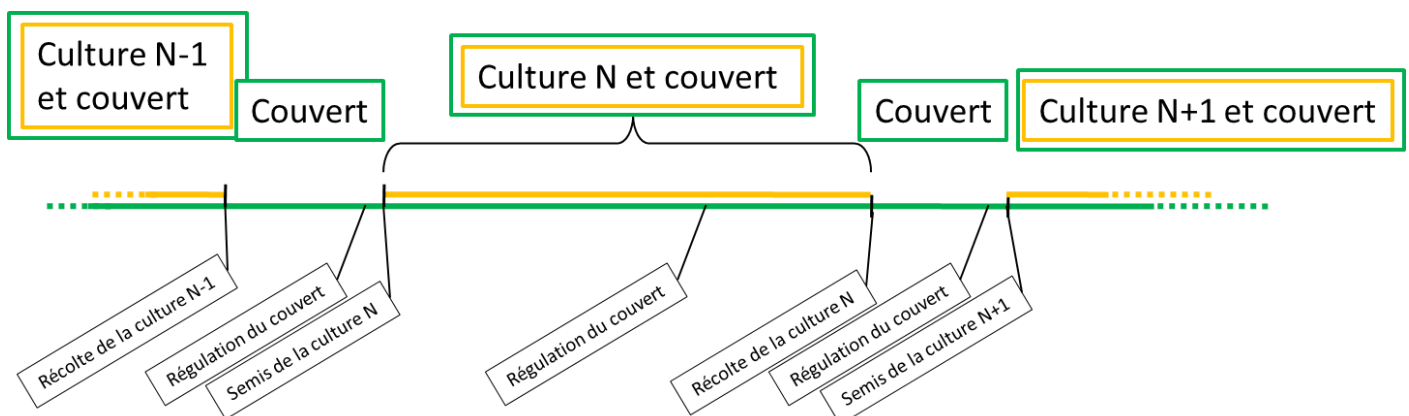 Culture N-1
et couvert
Couvert
Culture N et couvert
Couvert
Culture N+1 et couvert
Récolte de la culture N-1
Régulation du couvert
Semis de la culture N
Régulation du couvert
Récolte de la culture N
Régulation du couvert
Semis de la culture N+1